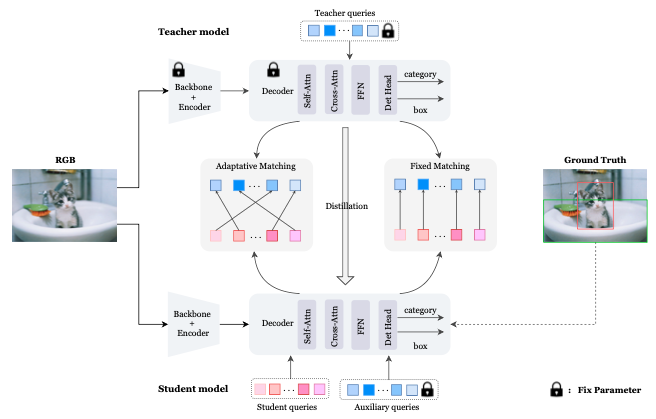 Teacher queries
Teacher model
Backbone
+
Encoder
Decoder
Self-Attn
Cross-Attn
FFN
Det Head
category
box
RGB
Adaptative Matching
Fixed Matching
Ground Truth
Distillation
Backbone
+
Encoder
Decoder
Self-Attn
Cross-Attn
FFN
Det Head
category
box
Student model
Student queries
Auxiliary queries
: Fix Parameter